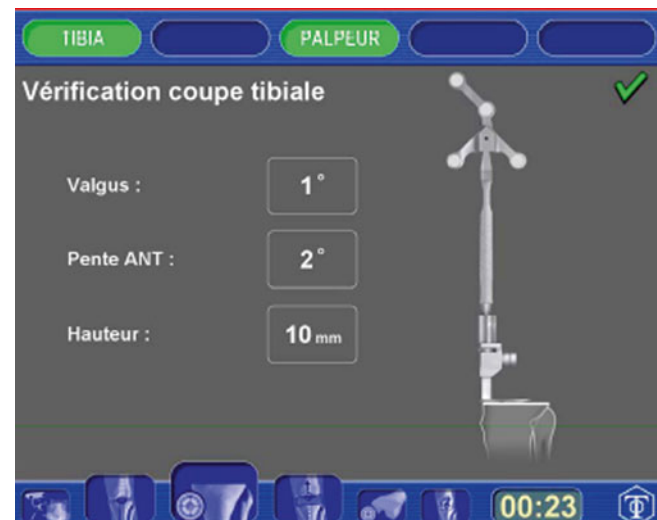 TIBIA PALPEUR
Vérification coupe tibiale
Valgus : 1°
Pente ANT : 2°
Hauteur : 10 mm
00:23